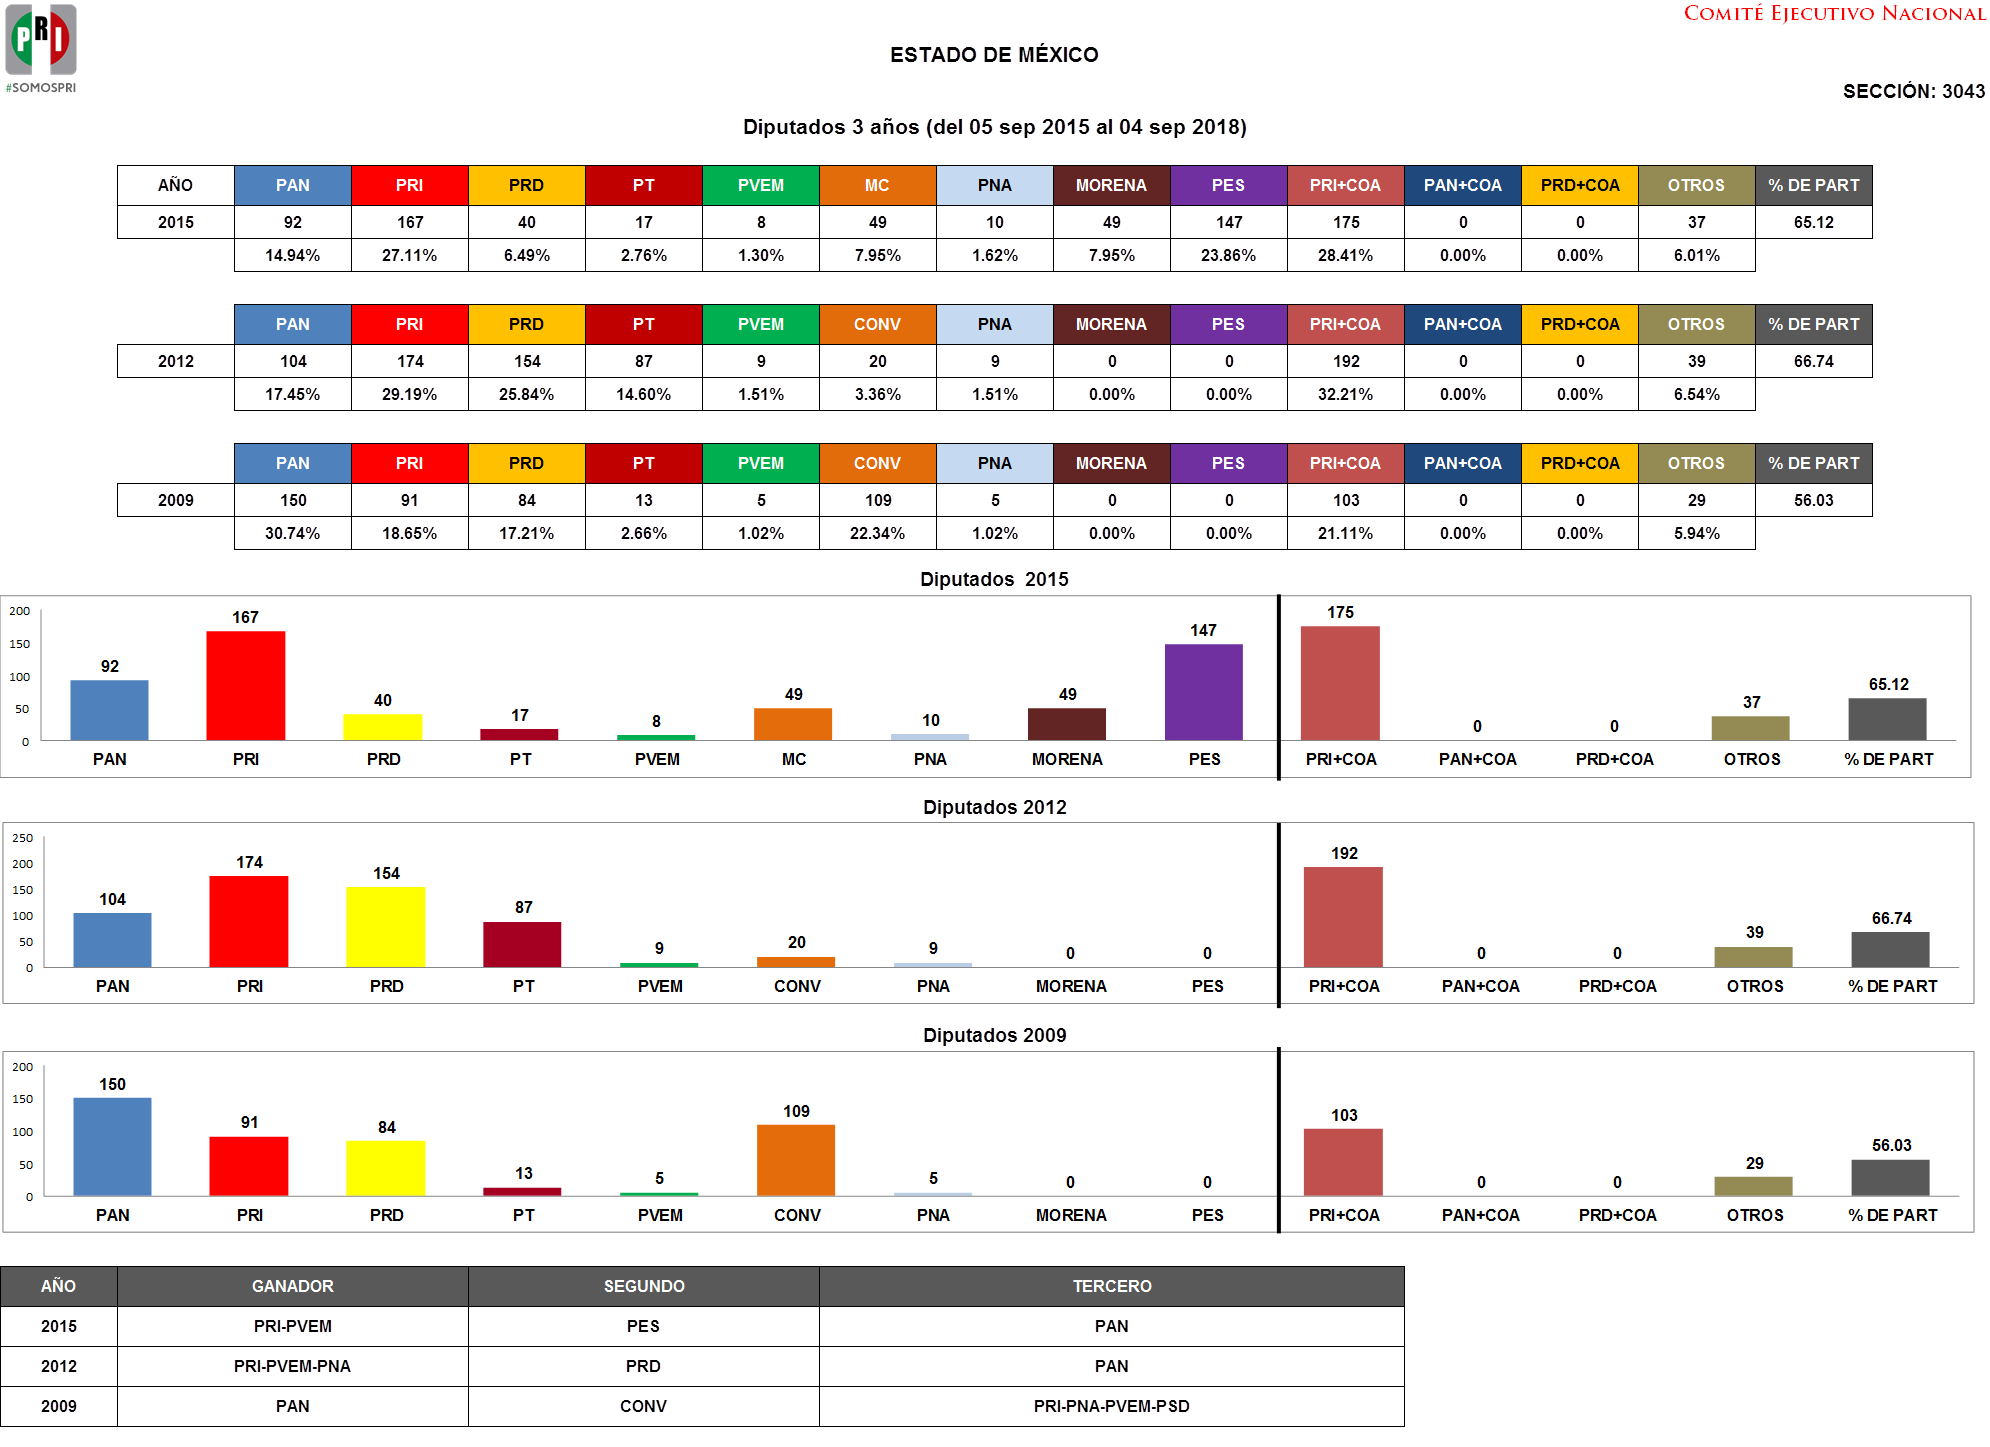 PRI
#SOMOSPRI
COMITÉ EJECUTIVO NACIONAL
ESTADO DE MÉXICO
SECCIÓN: 3043
Diputados 3 años (del 05 sep 2015 al 04 sep 2018)
AÑO PAN PRI PRD PT PVEM MC PNA MORENA PES PRI+COA PAN+COA PRD+COA OTROS % DE PART
2015 92 167 40 17 8 49 10 49 147 175 0 0 37 65.12
14.94% 27.11% 6.49% 2.76% 1.30% 7.95% 1.62% 7.95% 23.86% 28.41% 0.00% 0.00% 6.01%
PAN PRI PRD PT PVEM CONV PNA MORENA PES PRI+COA PAN+COA PRD+COA OTROS % DE PART
2012 104 174 154 87 9 20 9 0 0 192 0 0 39 66.74
17.45% 29.19% 25.84% 14.60% 1.51% 3.36% 1.51% 0.00% 0.00% 32.21% 0.00% 0.00% 6.54%
PAN PRI PRD PT PVEM CONV PNA MORENA PES PRI+COA PAN+COA PRD+COA OTROS % DE PART
2009 150 91 84 13 5 109 5 0 0 103 0 0 29 56.03
30.74% 18.65% 17.21% 2.66% 1.02% 22.34% 1.02% 0.00% 0.00% 21.11% 0.00% 0.00% 5.94%
Diputados 2015
200
150
100
50
0
92 167 40 17 8 49 10 49 147 175 0 0 37 65.12
PAN PRI PRD PT PVEM MC PNA MORENA PES PRI+COA PAN+COA PRD+COA OTROS % DE PART
Diputados 2012
250
200
150
100
50
0
104 174 154 87 9 20 9 0 0 192 0 0 39 66.74
PAN PRI PRD PT PVEM CONV PNA MORENA PES PRI+COA PAN+COA PRD+COA OTROS % DE PART
Diputados 2009
200
150
100
50
0
150 91 84 13 5 109 5 0 0 103 0 0 29 56.03
PAN PRI PRD PT PVEM CONV PNA MORENA PES PRI+COA PAN+COA PRD+COA OTROS % DE PART
AÑO GANADOR SEGUNDO TERCERO
2015 PRI-PVEM PES PAN
2012 PRI-PVEM-PNA PRD PAN
2009 PAN CONV PRI-PNA-PVEM-PSD